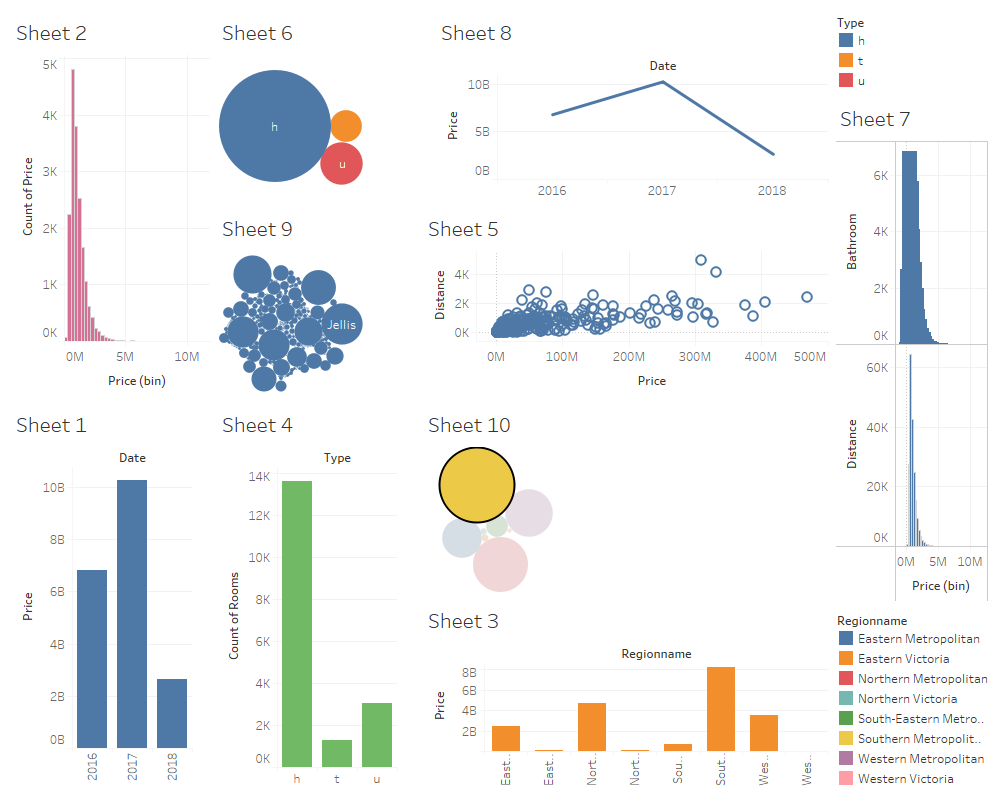 Sheet 2
5K
4K
3K
2K
1K
0K
Count of Price
0M 5M 10M
Price (bin)
Sheet 6
h
u
Sheet 8
Date
10B
5B
0B
Price
2016 2017 2018
Type
h
t
u
Sheet 7
6K
4K
2K
0K
Bathroom
60K
40K
20K
0K
Distance
0M 5M 10M
Price (bin)
Sheet 9
Jellis
Sheet 5
4K
2K
0K
Distance
0M 100M 200M 300M 400M 500M
Price
Sheet 1
Date
10B
8B
6B
4B
2B
0B
Price
2016 2017 2018
Sheet 4
Type
14K
12K
10K
8K
6K
4K
2K
0K
Count of Rooms
h t u
Sheet 10
Sheet 3
Regionname
8B
6B
4B
2B
Price
East.. East.. Nort.. Nort.. Sou.. Sout.. Wes.. Wes..
Regionname
Eastern Metropolitan
Eastern Victoria
Northern Metropolitan
Northern Victoria
South-Eastern Metro..
Southern Metropolit..
Western Metropolitan
Western Victoria